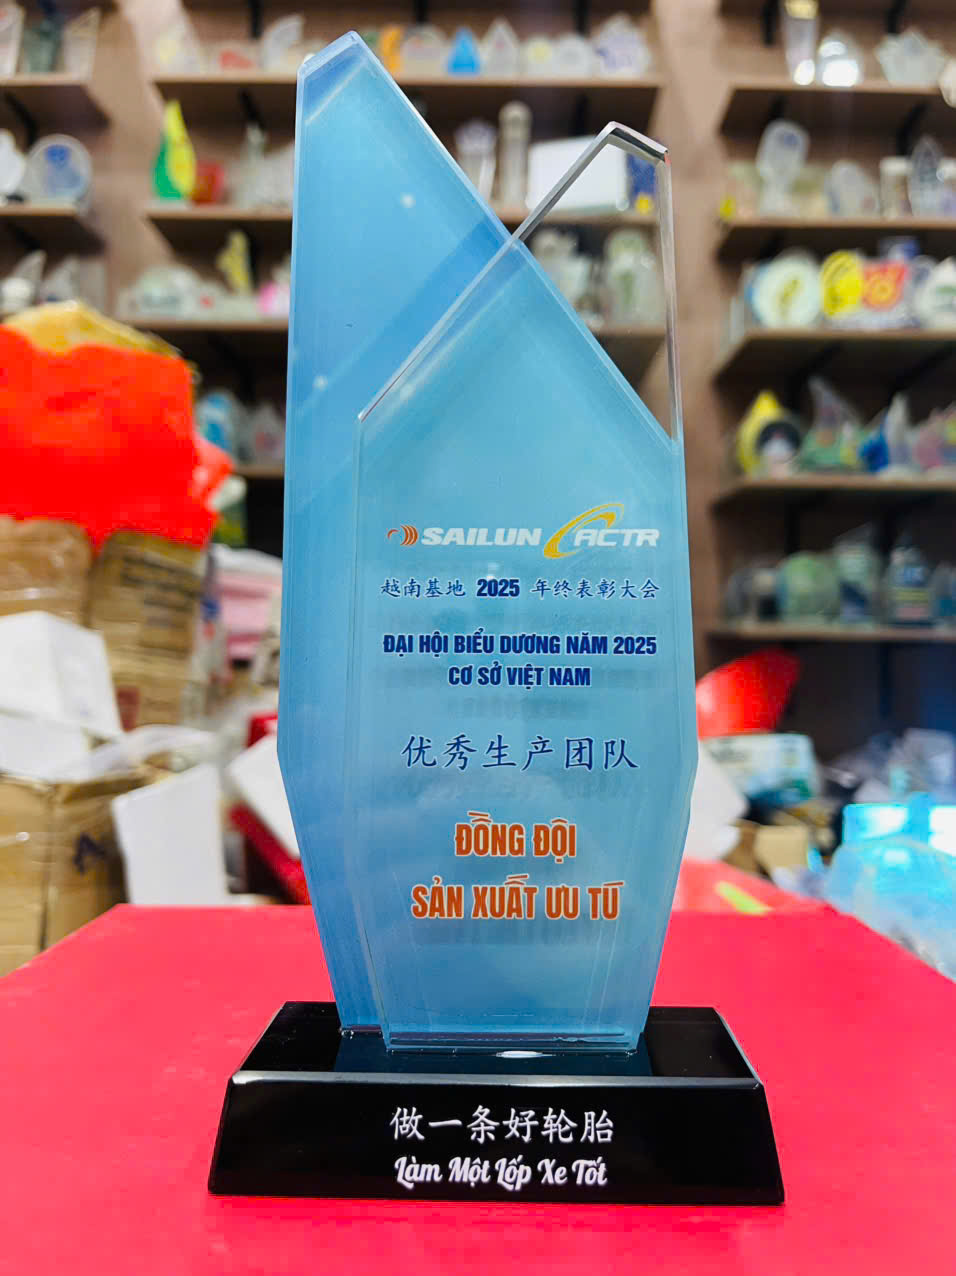 SAILUN ACTR
越南基地 2025 年终表彰大会
ĐẠI HỘI BIỂU DƯƠNG NĂM 2025
CƠ SỞ VIỆT NAM
优秀生产团队
ĐỒNG ĐỘI
SẢN XUẤT ƯU TÚ
做一条好轮胎
Làm Một Lốp Xe Tốt